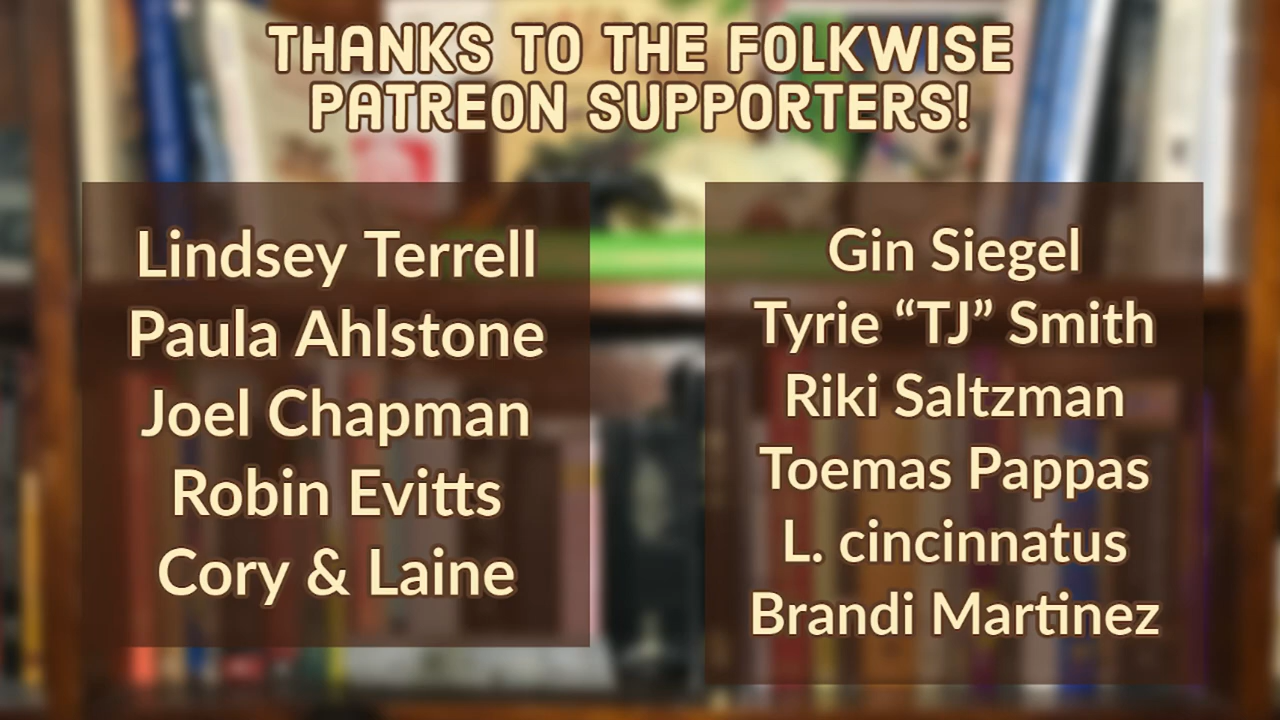 THANKS TO THE FOLKWISE
PATREON SUPPORTERS!
Lindsey Terrell
Paula Ahlstone
Joel Chapman
Robin Evitts
Cory & Laine
Gin Siegel
Tyrie “TJ” Smith
Riki Saltzman
Toemas Pappas
L. cincinnatus
Brandi Martinez